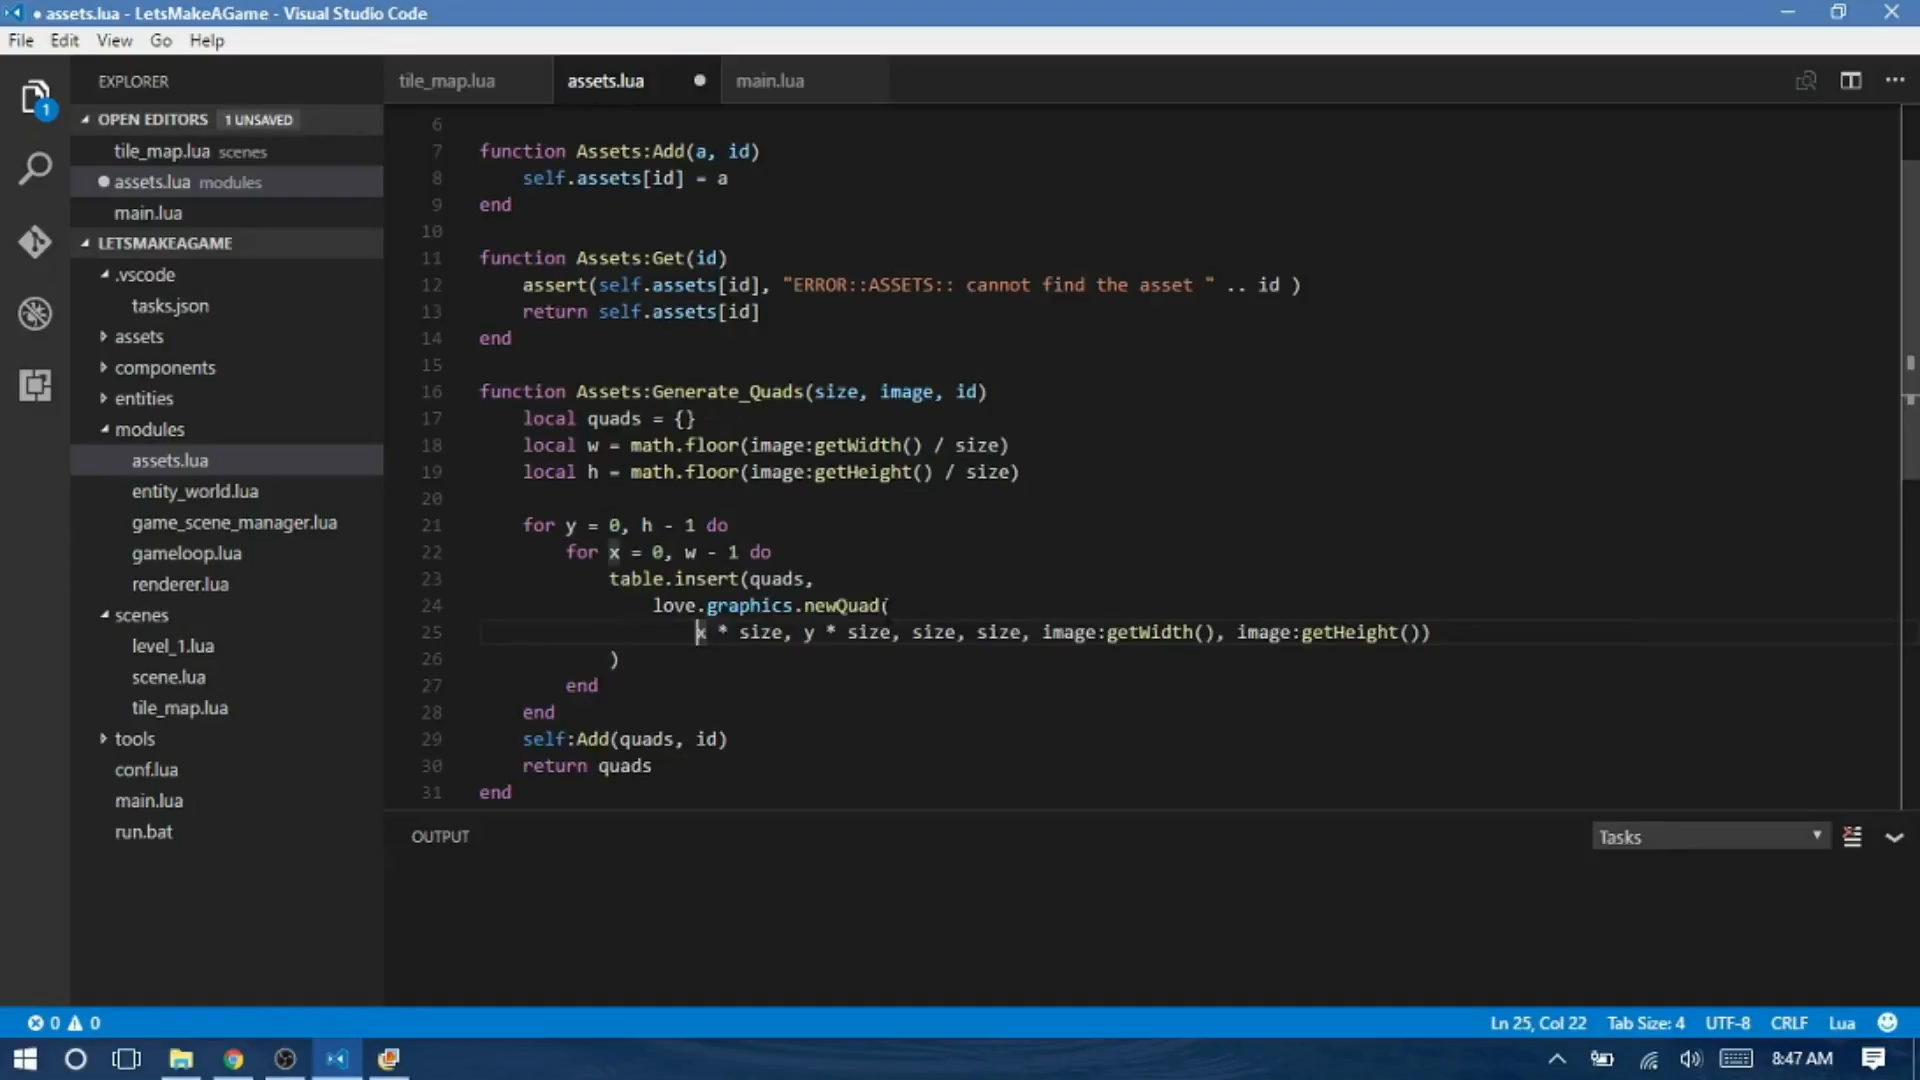 assets.lua - LetsMakeAGame - Visual Studio Code
File Edit View Go Help
EXPLORER
tile_map.lua assets.lua main.lua
1
OPEN EDITORS 1 UNSAVED
tile_map.lua scenes
assets.lua modules
main.lua
LETSMAKEAGAME
.vscode
tasks.json
assets
components
entities
modules
assets.lua
entity_world.lua
game_scene_manager.lua
gameloop.lua
renderer.lua
scenes
level_1.lua
scene.lua
tile_map.lua
tools
conf.lua
main.lua
run.bat
6
7 function Assets:Add(a, id)
8 self.assets[id] = a
9 end
10
11 function Assets:Get(id)
12 assert(self.assets[id], "ERROR::ASSETS:: cannot find the asset " .. id )
13 return self.assets[id]
14 end
15
16 function Assets:Generate_Quads(size, image, id)
17 local quads = {}
18 local w = math.floor(image:getWidth() / size)
19 local h = math.floor(image:getHeight() / size)
20
21 for y = 0, h - 1 do
22 for x = 0, w - 1 do
23 table.insert(quads,
24 love.graphics.newQuad(
25 x * size, y * size, size, size, image:getWidth(), image:getHeight())
26 )
27 end
28 end
29 self:Add(quads, id)
30 return quads
31 end
OUTPUT
Tasks
0 0
Ln 25, Col 22 Tab Size: 4 UTF-8 CRLF Lua
8:47 AM